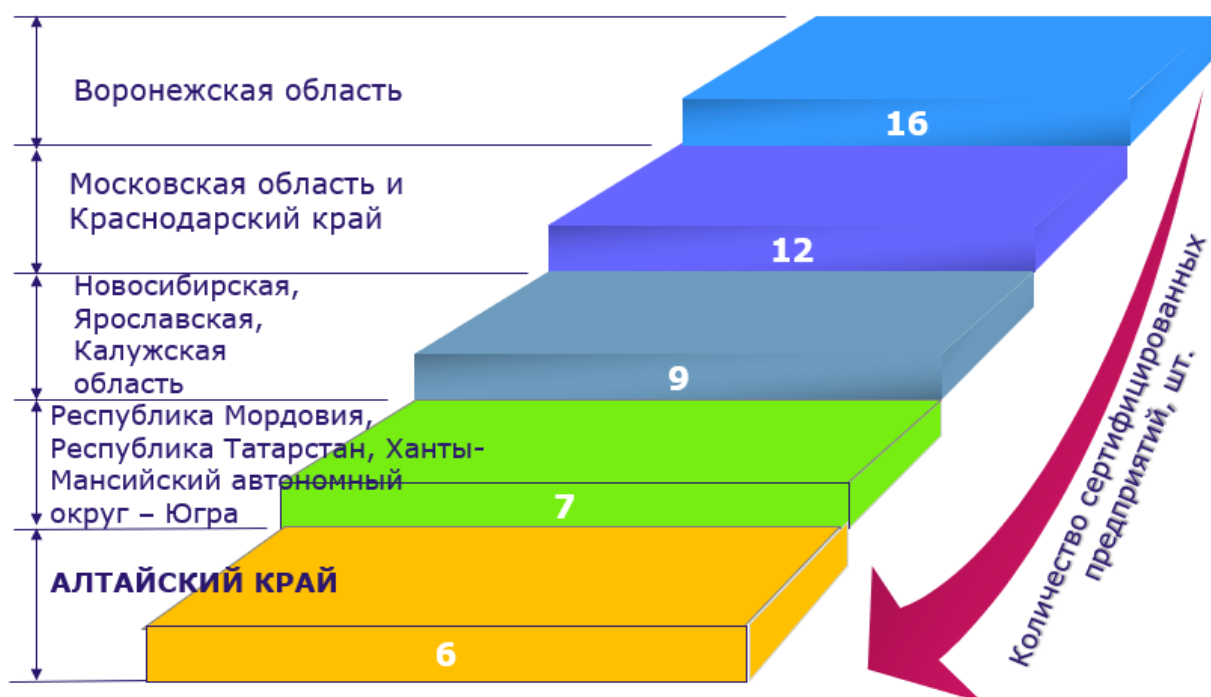 Воронежская область
16
Московская область и
Краснодарский край
12
Новосибирская,
Ярославская,
Калужская
область
9
Республика Мордовия,
Республика Татарстан, Ханты-
Мансийский автономный
округ – Югра
7
АЛТАЙСКИЙ КРАЙ
6
Количество сертифицированных
предприятий, шт.